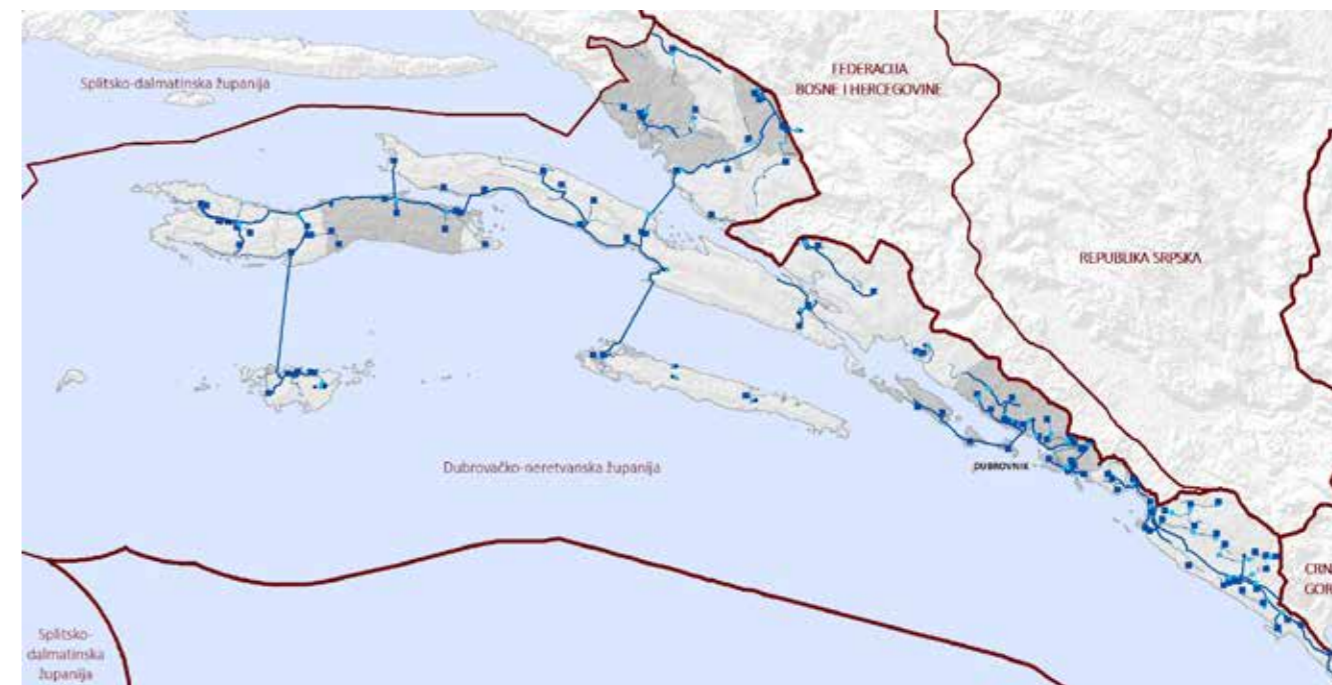 Splitsko-dalmatinska županija
FEDERACIJA
BOSNE I HERCEGOVINE
REPUBLIKA SRPSKA
Dubrovačko-neretvanska županija
DUBROVNIK
CRN
GOR
Splitsko-
dalmatinska
županija